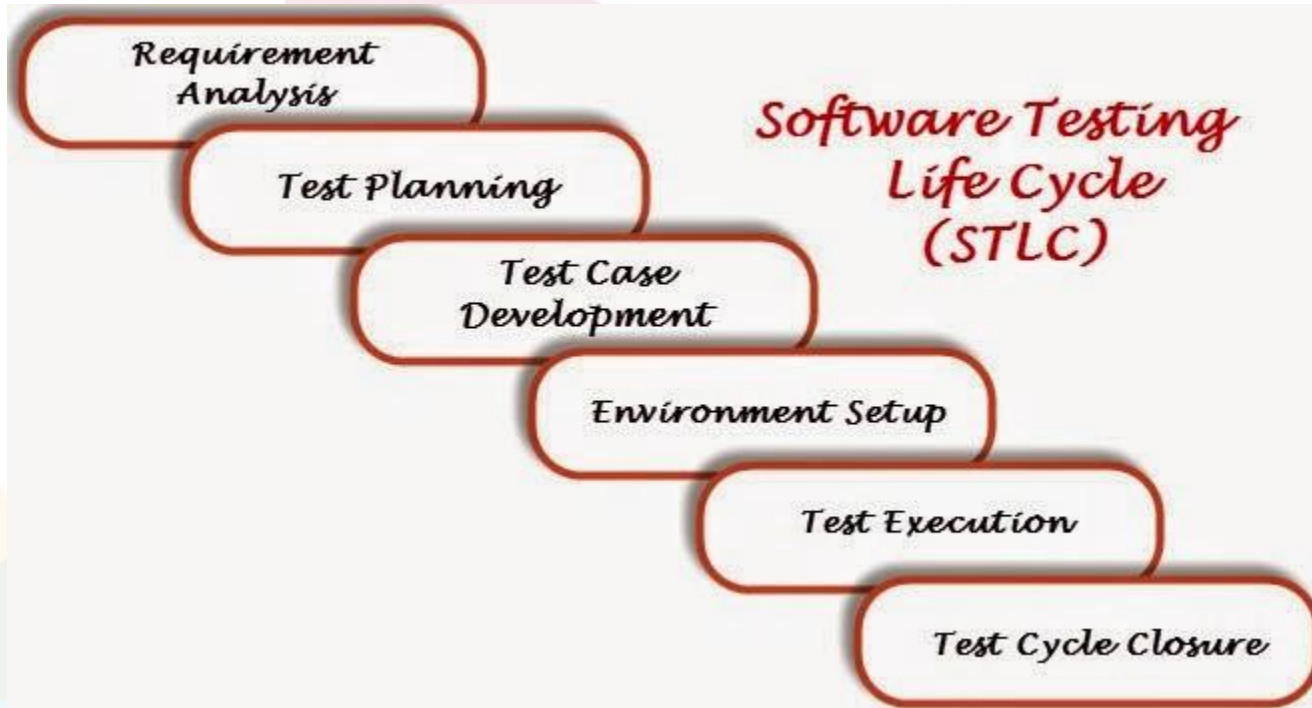 Requirement
Analysis
Test Planning
Test Case
Development
Environment Setup
Test Execution
Test Cycle Closure
Software Testing
Life Cycle
(STLC)